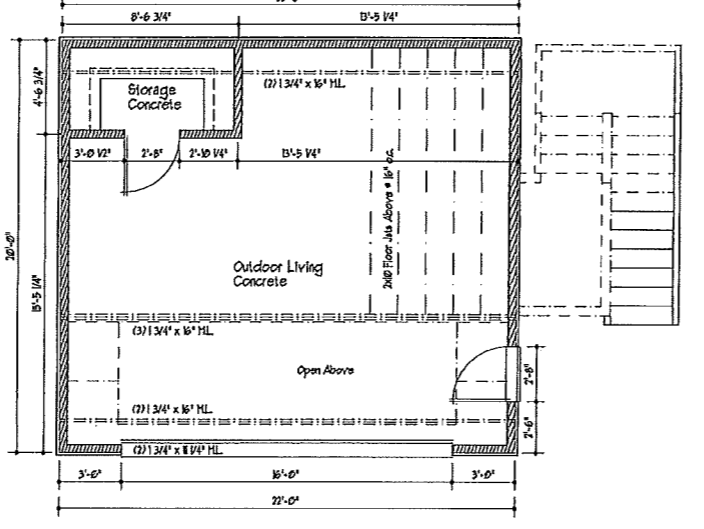 8'-6 3/4"
13'-5 1/4"
4'-6 3/4"
Storage
Concrete
(2) 1 3/4" x 16" M.L.
3'-0 1/2"
2'-8"
2'-10 1/4"
13'-5 1/4"
2x10 Floor Jsts Above @ 16" o.c.
20'-0"
15'-5 1/4"
Outdoor Living
Concrete
(3) 1 3/4" x 16" M.L.
Open Above
2'-8"
(2) 1 3/4" x 16" M.L.
2'-6"
(2) 1 3/4" x 11 1/4" M.L.
3'-0"
16'-0"
3'-0"
22'-0"